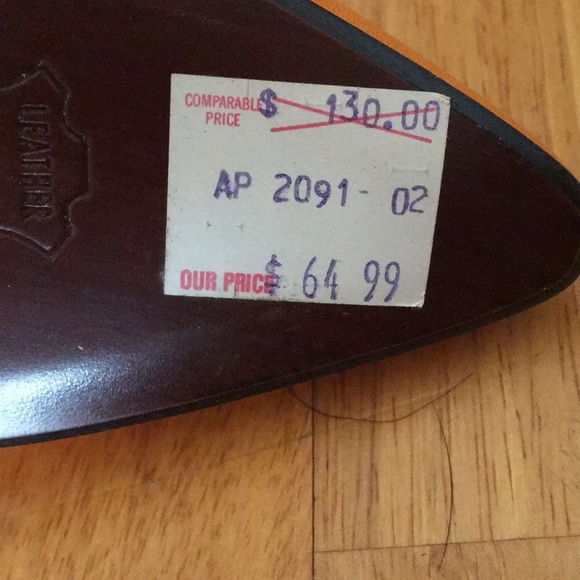 LEATHER
COMPARABLE $ 130.00
PRICE
AP 2091-02
OUR PRICE $ 64 99